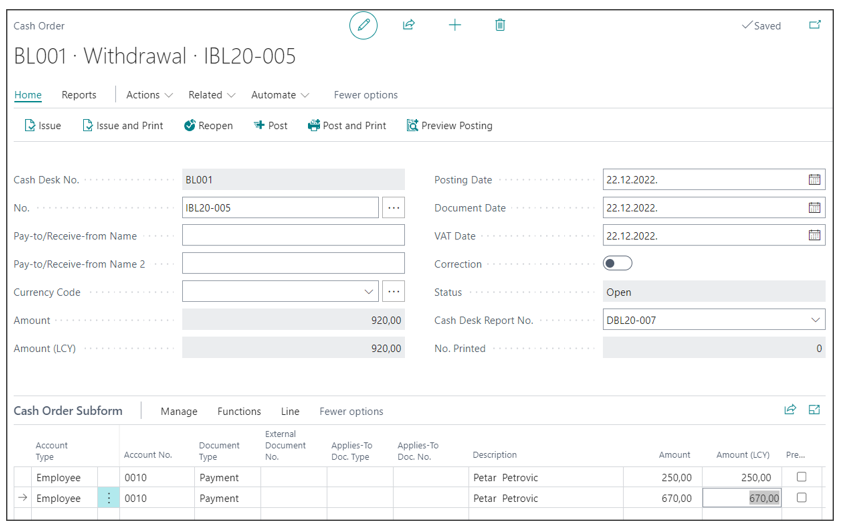 Cash Order
Saved
BL001 · Withdrawal · IBL20-005
Home Reports Actions Related Automate Fewer options
Issue Issue and Print Reopen Post Post and Print Preview Posting
Cash Desk No. BL001 Posting Date 22.12.2022.
No. IBL20-005 ··· Document Date 22.12.2022.
Pay-to/Receive-from Name VAT Date 22.12.2022.
Pay-to/Receive-from Name 2 Correction
Currency Code ··· Status Open
Amount 920,00 Cash Desk Report No. DBL20-007
Amount (LCY) 920,00 No. Printed 0
Cash Order Subform Manage Functions Line Fewer options
Account Type Account No. Document Type External Document No. Applies-To Doc. Type Applies-To Doc. No. Description Amount Amount (LCY) Pre...
Employee 0010 Payment Petar Petrovic 250,00 250,00
Employee 0010 Payment Petar Petrovic 670,00 670,00